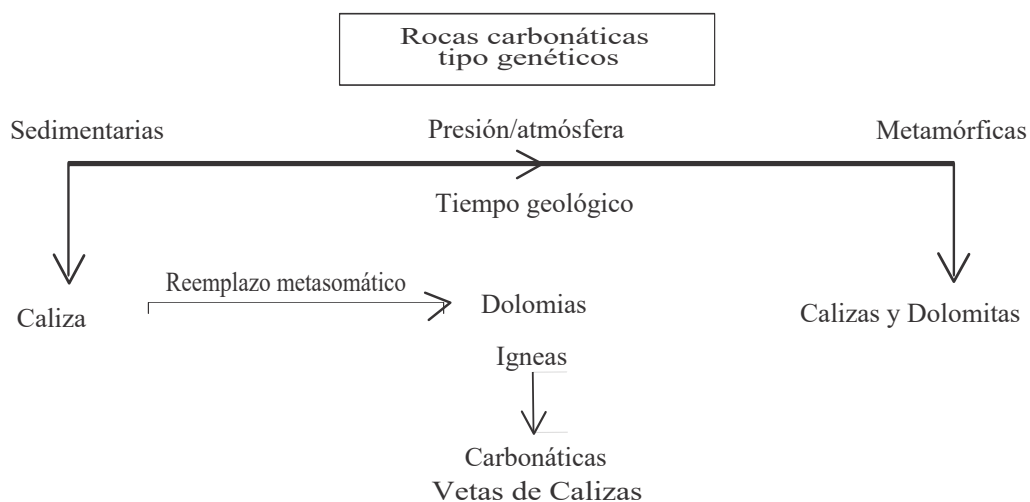 Rocas carbonáticas
tipo genéticos
Sedimentarias
Presión/atmósfera
Metamórficas
Tiempo geológico
Reemplazo metasomático
Caliza
Dolomias
Calizas y Dolomitas
Igneas
Carbonáticas
Vetas de Calizas